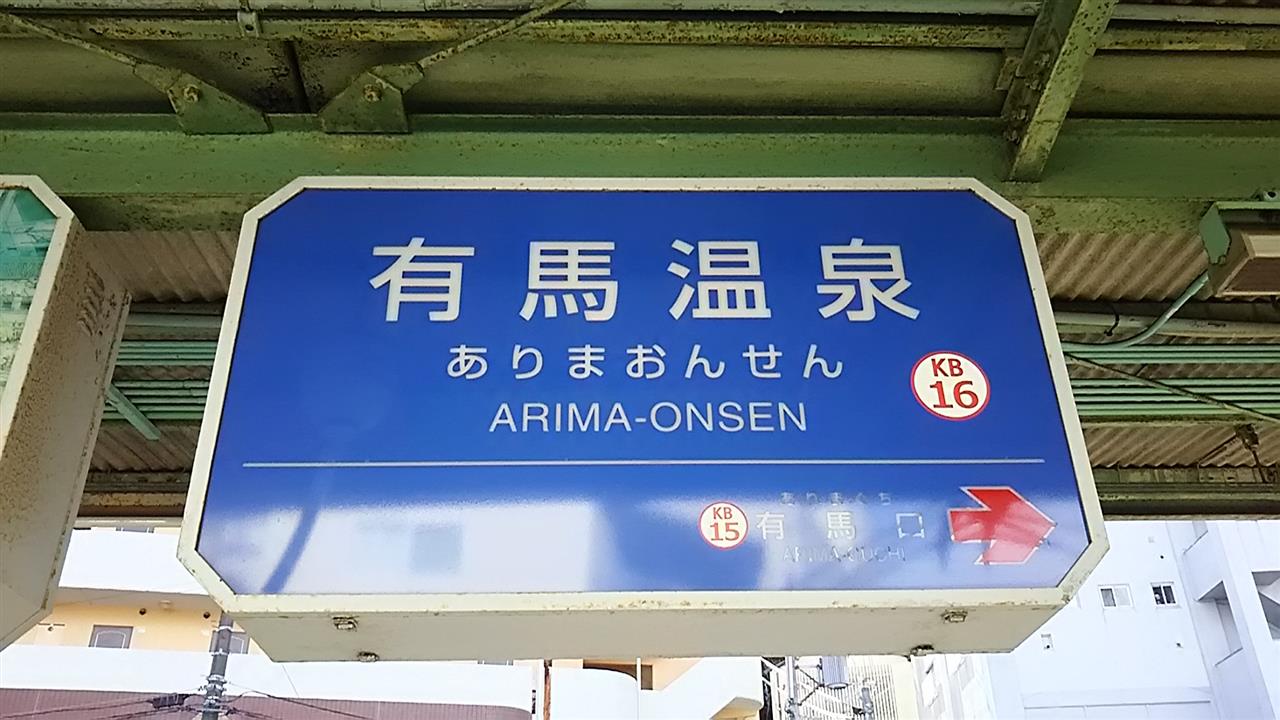 有馬温泉
ありまおんせん
ARIMA-ONSEN
KB
16
ありまぐち
KB
15
有馬口
ARIMA-GUCHI